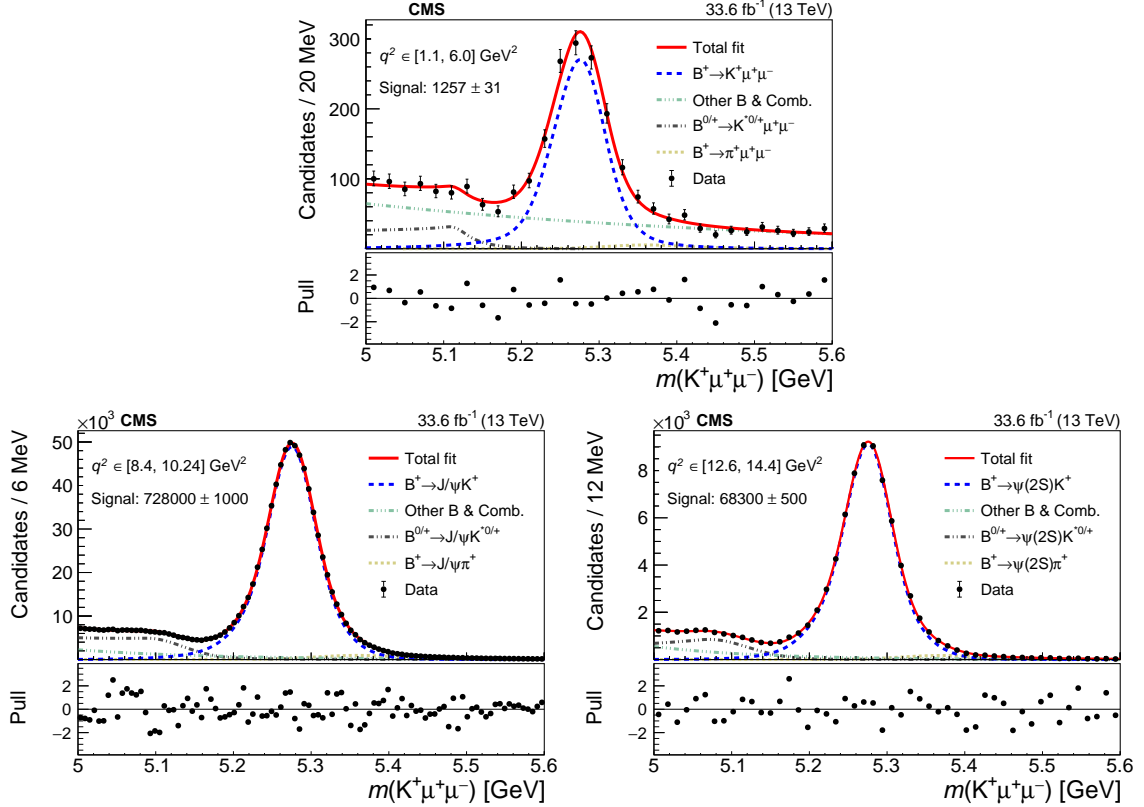 CMS 33.6 fb⁻¹ (13 TeV)
Candidates / 20 MeV
300
200
100
q² ∈ [1.1, 6.0] GeV²
Signal: 1257 ± 31
Total fit
B⁺→K⁺μ⁺μ⁻
Other B & Comb.
B⁰ᐟ⁺→K*⁰ᐟ⁺μ⁺μ⁻
B⁺→π⁺μ⁺μ⁻
Data
Pull
2
0
−2
5 5.1 5.2 5.3 5.4 5.5 5.6
m(K⁺μ⁺μ⁻) [GeV]
×10³ CMS 33.6 fb⁻¹ (13 TeV)
Candidates / 6 MeV
50
40
30
20
10
q² ∈ [8.4, 10.24] GeV²
Signal: 728000 ± 1000
Total fit
B⁺→J/ψK⁺
Other B & Comb.
B⁰ᐟ⁺→J/ψK*⁰ᐟ⁺
B⁺→J/ψπ⁺
Data
Pull
2
0
−2
5 5.1 5.2 5.3 5.4 5.5 5.6
m(K⁺μ⁺μ⁻) [GeV]
×10³ CMS 33.6 fb⁻¹ (13 TeV)
Candidates / 12 MeV
8
6
4
2
q² ∈ [12.6, 14.4] GeV²
Signal: 68300 ± 500
Total fit
B⁺→ψ(2S)K⁺
Other B & Comb.
B⁰ᐟ⁺→ψ(2S)K*⁰ᐟ⁺
B⁺→ψ(2S)π⁺
Data
Pull
2
0
−2
5 5.1 5.2 5.3 5.4 5.5 5.6
m(K⁺μ⁺μ⁻) [GeV]